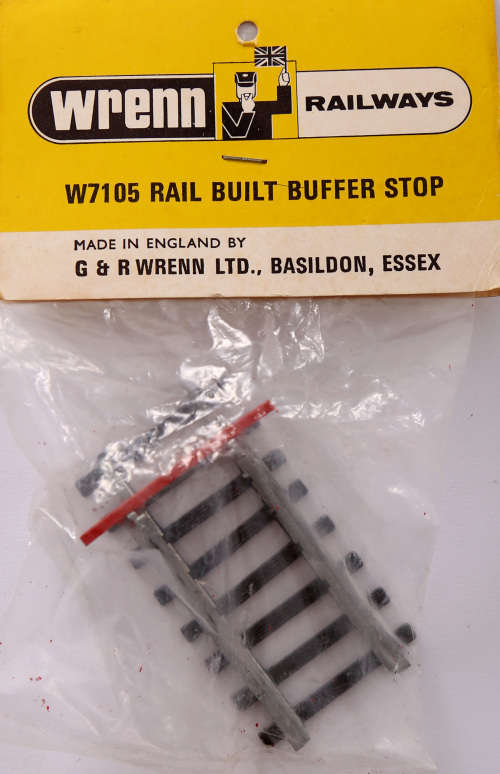 wrenn RAILWAYS
W7105 RAIL BUILT BUFFER STOP
MADE IN ENGLAND BY
G & R WRENN LTD., BASILDON, ESSEX